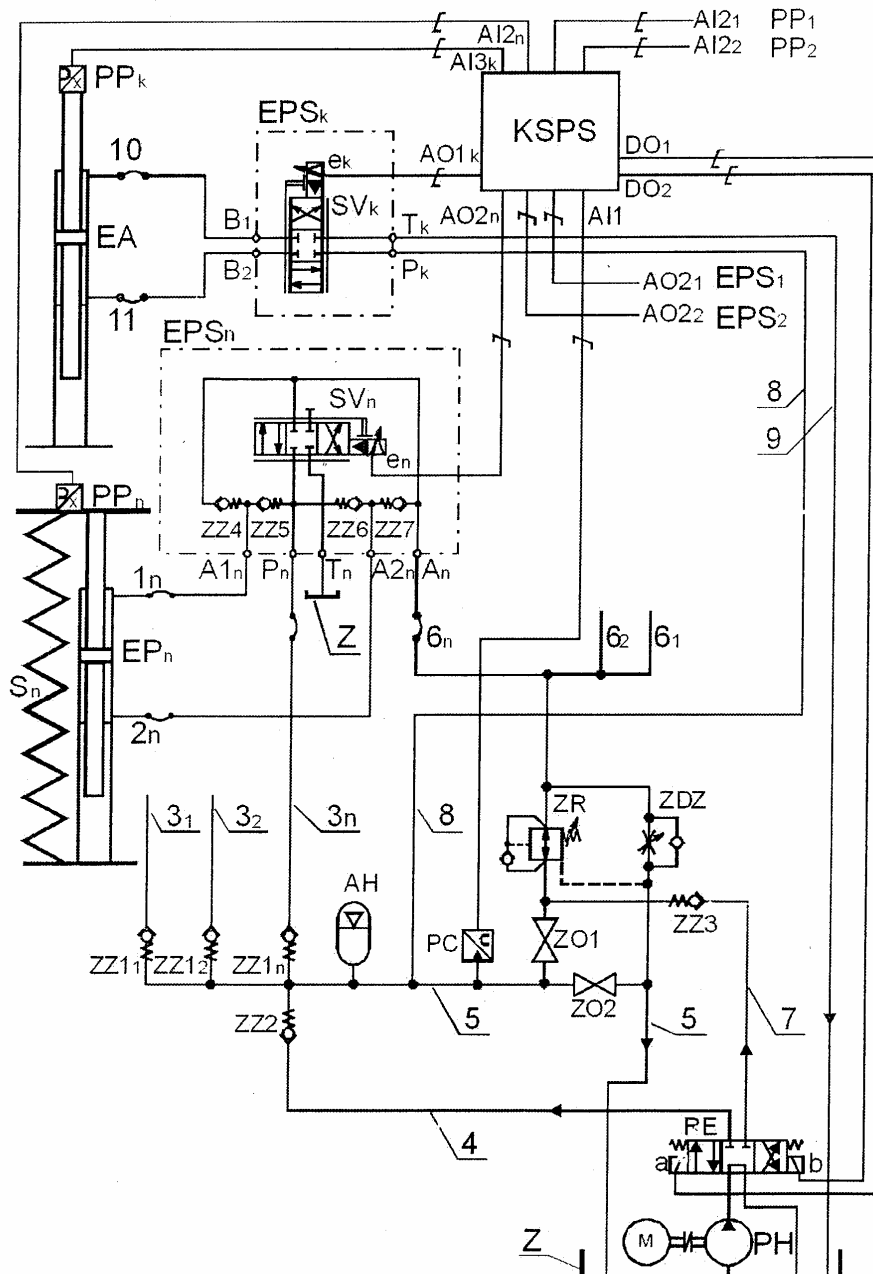 AI2n
AI2₁ PP₁
AI3k
AI2₂ PP₂
PPk
EPSk
KSPS
10
ek
AO1k
DO₁
DO₂
SVk
AO2n
AI1
B₁
Tk
EA
B₂
Pk
AO2₁ EPS₁
11
AO2₂ EPS₂
EPSn
8
SVn
9
en
PPn
ZZ4 ZZ5 ZZ6 ZZ7
A1n Pn Tn A2n An
1n
Z
6n
6₂ 6₁
EPn
Sn
2n
3₁ 3₂ 3n
8
ZR
ZDZ
AH
PC
ZO1
ZZ3
ZZ1₁ ZZ1₂ ZZ1n
ZZ2
5
ZO2
5
7
4
RE
a
b
Z
M
PH